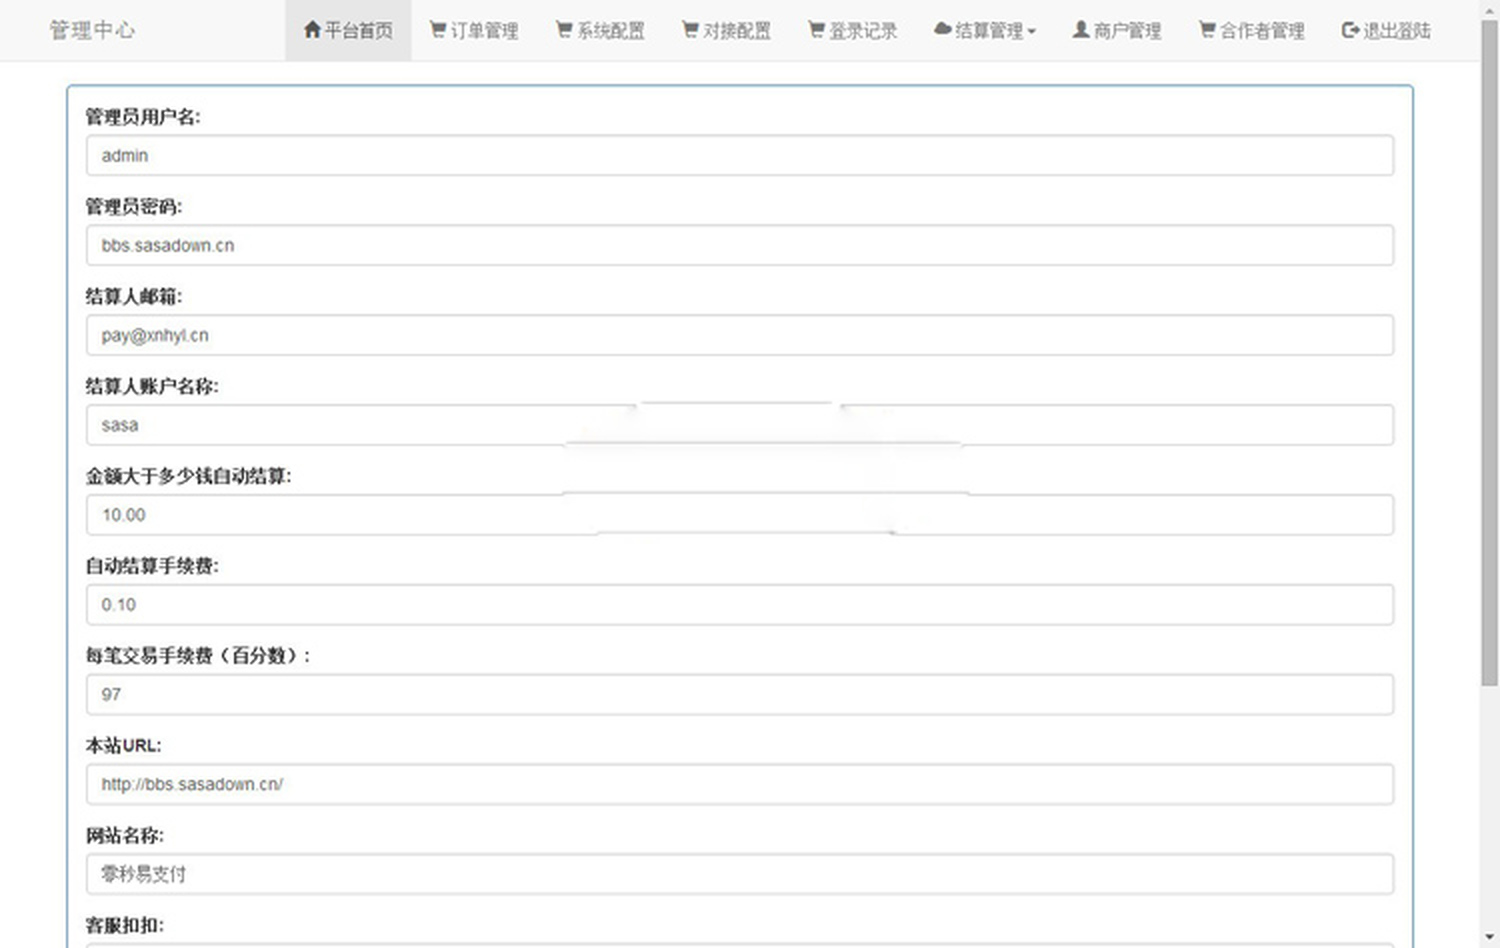 管理中心 平台首页 订单管理 系统配置 对接配置 登录记录 结算管理 商户管理 合作者管理 退出登陆
管理员用户名:
admin
管理员密码:
bbs.sasadown.cn
结算人邮箱:
pay@xnhyl.cn
结算人账户名称:
sasa
金额大于多少钱自动结算:
10.00
自动结算手续费:
0.10
每笔交易手续费（百分数）:
97
本站URL:
http://bbs.sasadown.cn/
网站名称:
零秒易支付
客服扣扣: